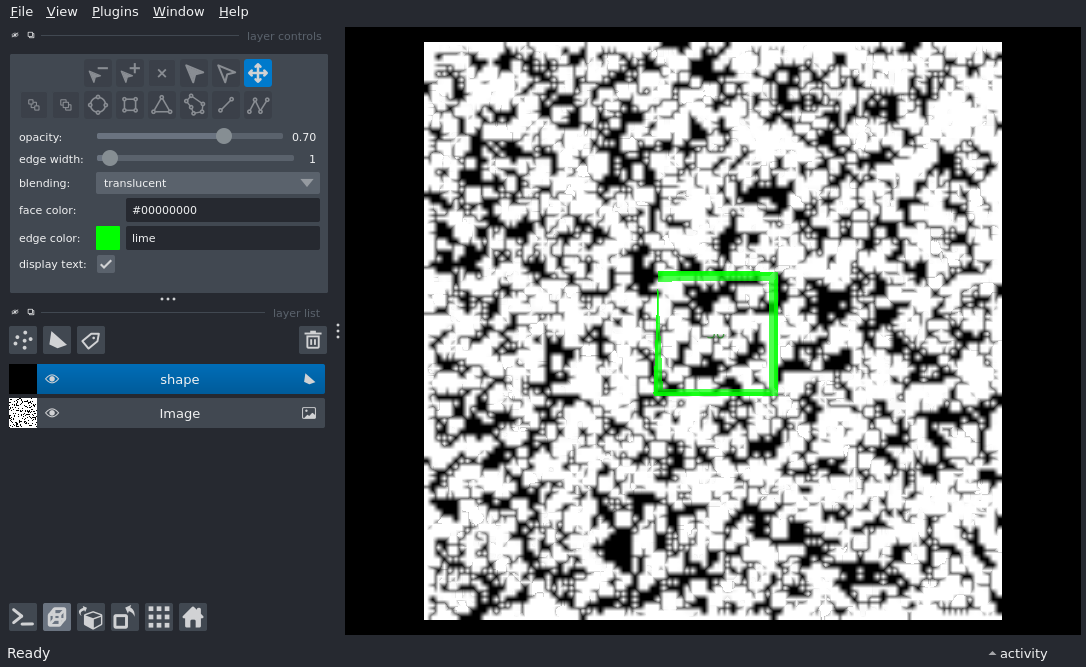 File View Plugins Window Help
layer controls
opacity: 0.70
edge width: 1
blending: translucent
face color: #00000000
edge color: lime
display text:
layer list
shape
Image
Ready
activity